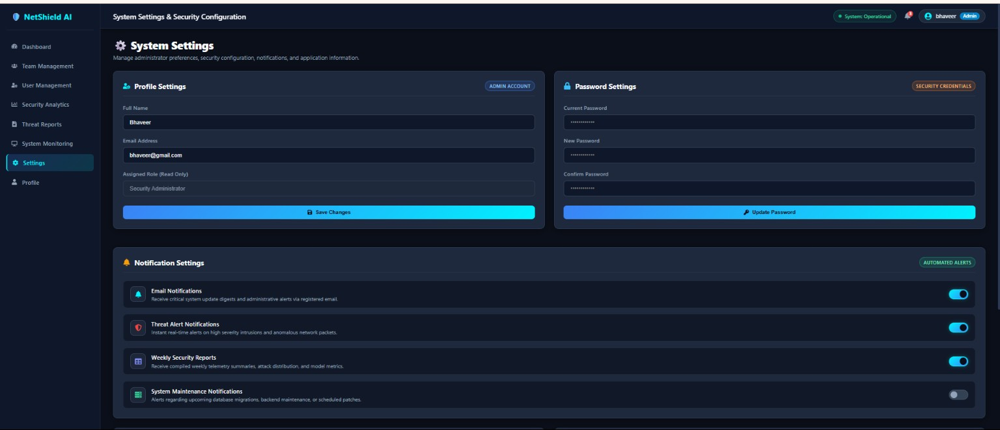 NetShield AI
System Settings & Security Configuration
System: Operational
bhaveer
Admin
Dashboard
Team Management
User Management
Security Analytics
Threat Reports
System Monitoring
Settings
Profile
System Settings
Manage administrator preferences, security configuration, notifications, and application information.
Profile Settings
ADMIN ACCOUNT
Full Name
Bhaveer
Email Address
bhaveer@gmail.com
Assigned Role (Read Only)
Security Administrator
Save Changes
Password Settings
SECURITY CREDENTIALS
Current Password
••••••••••••
New Password
••••••••••••
Confirm Password
••••••••••••
Update Password
Notification Settings
AUTOMATED ALERTS
Email Notifications
Receive critical system update digests and administrative alerts via registered email.
Threat Alert Notifications
Instant real-time alerts on high severity intrusions and anomalous network packets.
Weekly Security Reports
Receive compiled weekly telemetry summaries, attack distribution, and model metrics.
System Maintenance Notifications
Alerts regarding upcoming database migrations, backend maintenance, or scheduled patches.